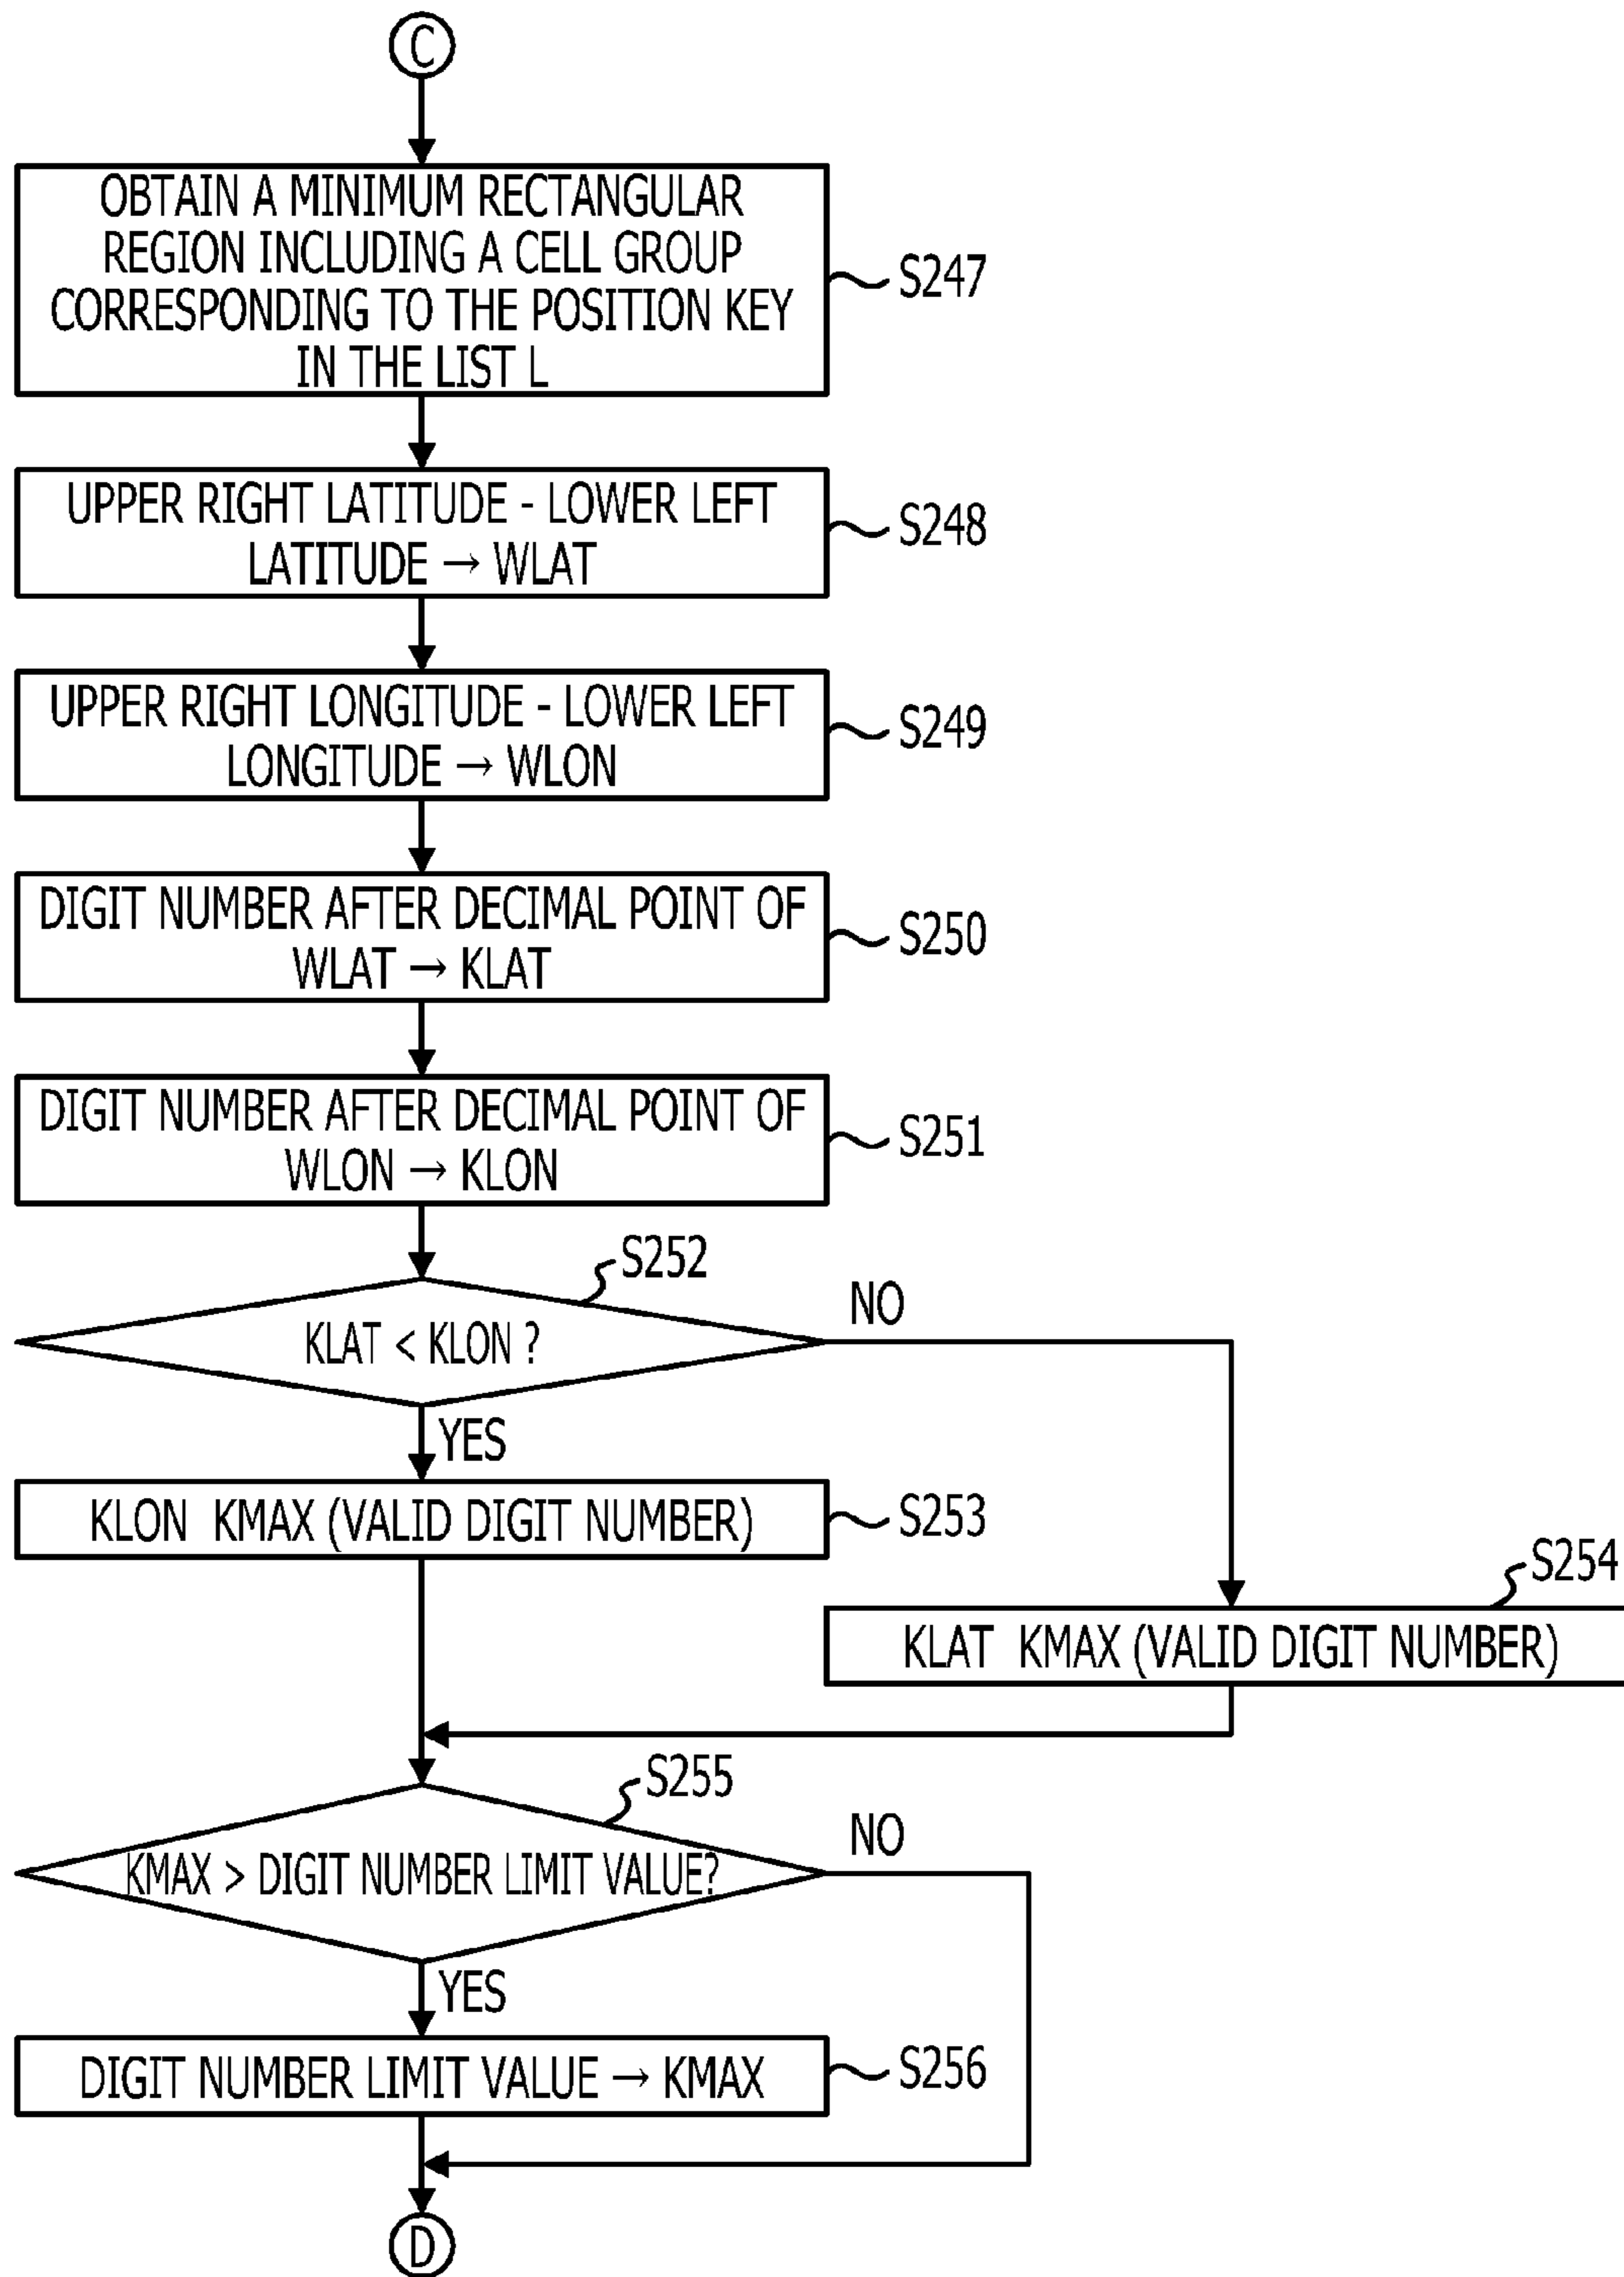 C
OBTAIN A MINIMUM RECTANGULAR
REGION INCLUDING A CELL GROUP
CORRESPONDING TO THE POSITION KEY
IN THE LIST L
S247
UPPER RIGHT LATITUDE - LOWER LEFT
LATITUDE → WLAT
S248
UPPER RIGHT LONGITUDE - LOWER LEFT
LONGITUDE → WLON
S249
DIGIT NUMBER AFTER DECIMAL POINT OF
WLAT → KLAT
S250
DIGIT NUMBER AFTER DECIMAL POINT OF
WLON → KLON
S251
S252
KLAT < KLON ?
NO
YES
KLON KMAX (VALID DIGIT NUMBER)
S253
S254
KLAT KMAX (VALID DIGIT NUMBER)
S255
KMAX > DIGIT NUMBER LIMIT VALUE?
NO
YES
DIGIT NUMBER LIMIT VALUE → KMAX
S256
D